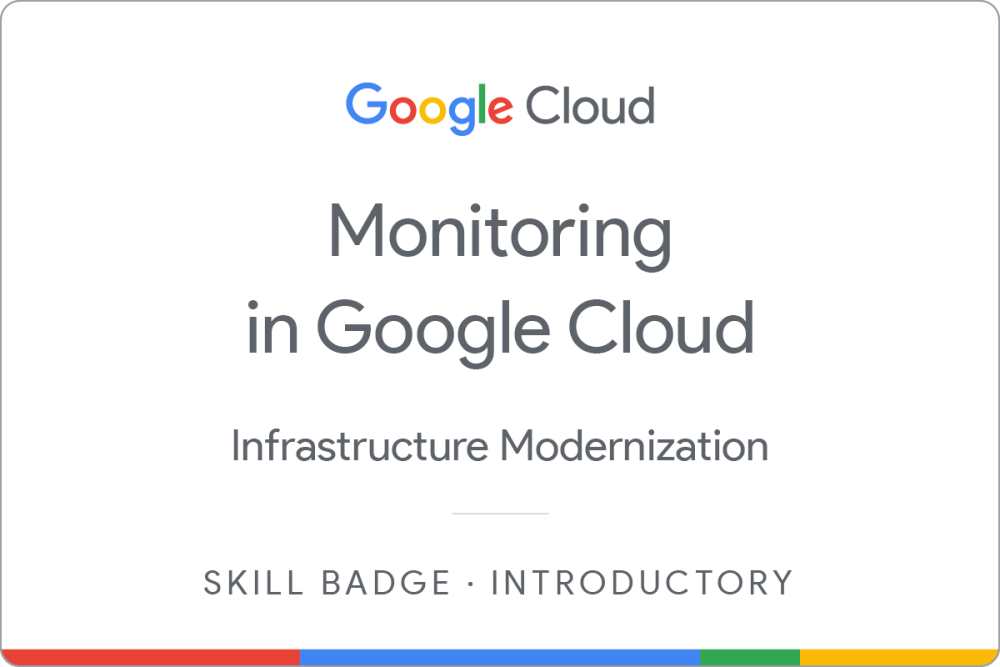 Google Cloud
Monitoring
in Google Cloud
Infrastructure Modernization
SKILL BADGE · INTRODUCTORY